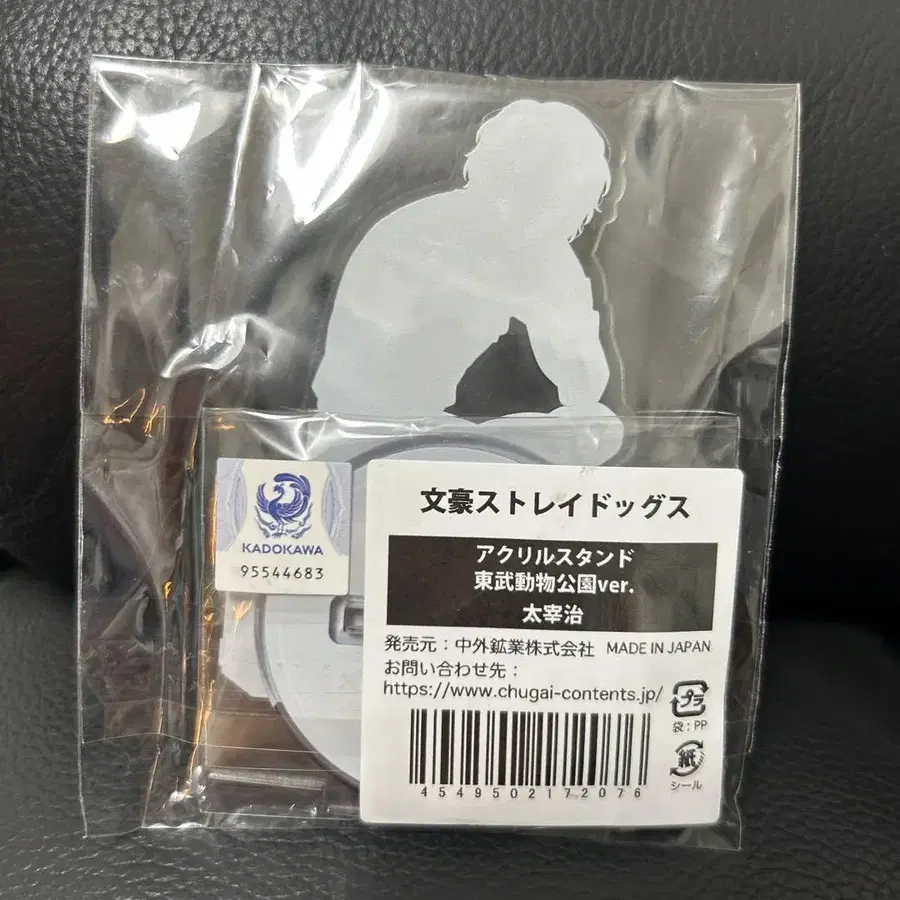 KADOKAWA
95544683
文豪ストレイドッグス
アクリルスタンド
東武動物公園ver.
太宰治
発売元：中外鉱業株式会社 MADE IN JAPAN
お問い合わせ先：
https://www.chugai-contents.jp/
プラ
袋：PP
紙
シール
4549502172076